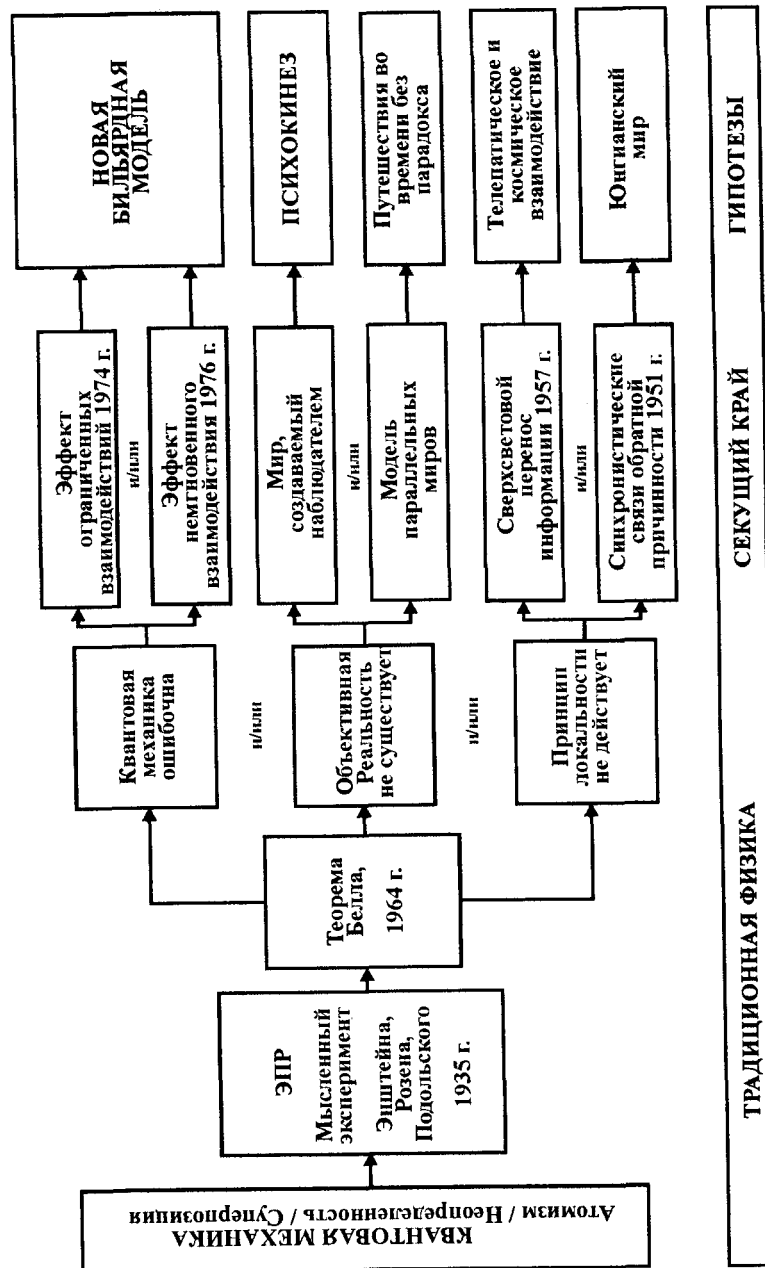 КВАНТОВАЯ МЕХАНИКА
Атомизм / Неопределенность / Суперпозиция
ЭПР
Мысленный
эксперимент
Энштейна,
Розена,
Подольского
1935 г.
Теорема
Белла,
1964 г.
Квантовая
механика
ошибочна
и/или
Объективная
Реальность
не существует
и/или
Принцип
локальности
не действует
Эффект
ограниченных
взаимодействий 1974 г.
и/или
Эффект
немгновенного
взаимодействия 1976 г.
Мир,
создаваемый
наблюдателем
и/или
Модель
параллельных
миров
Сверхсветовой
перенос
информации 1957 г.
и/или
Синхронистические
связи обратной
причинности 1951 г.
НОВАЯ
БИЛЬЯРДНАЯ
МОДЕЛЬ
ПСИХОКИНЕЗ
Путешествия во
времени без
парадокса
Телепатическое и
космическое
взаимодействие
Юнгианский
мир
ТРАДИЦИОННАЯ ФИЗИКА
СЕКУЩИЙ КРАЙ
ГИПОТЕЗЫ